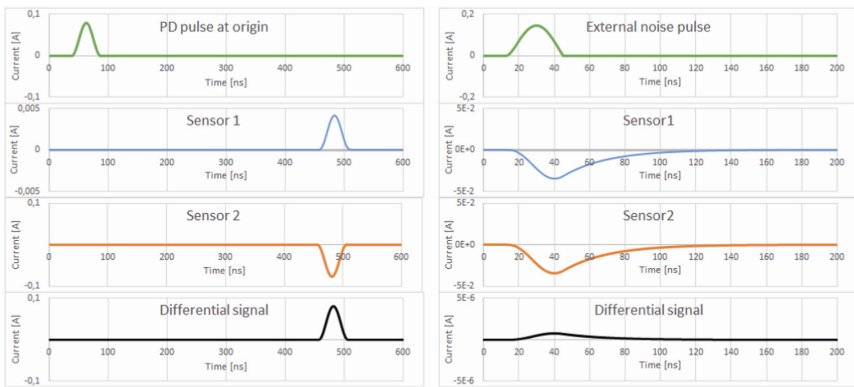 0,1
PD pulse at origin
Current [A]
0
0 100 200 300 400 500 600
Time [ns]
-0,1
0,005
Sensor 1
Current [A]
0
0 100 200 300 400 500 600
Time [ns]
-0,005
0,1
Sensor 2
Current [A]
0
0 100 200 300 400 500 600
Time [ns]
-0,1
0,1
Differential signal
Current [A]
0
0 100 200 300 400 500 600
Time [ns]
-0,1
0,2
External noise pulse
Current [A]
0
0 20 40 60 80 100 120 140 160 180 200
Time [ns]
-0,2
5E-2
Sensor1
Current [A]
0E+0
0 20 40 60 80 100 120 140 160 180 200
Time [ns]
-5E-2
5E-2
Sensor2
Current [A]
0E+0
0 20 40 60 80 100 120 140 160 180 200
Time [ns]
-5E-2
5E-6
Differential signal
Current [A]
0 20 40 60 80 100 120 140 160 180 200
Time [ns]
-5E-6